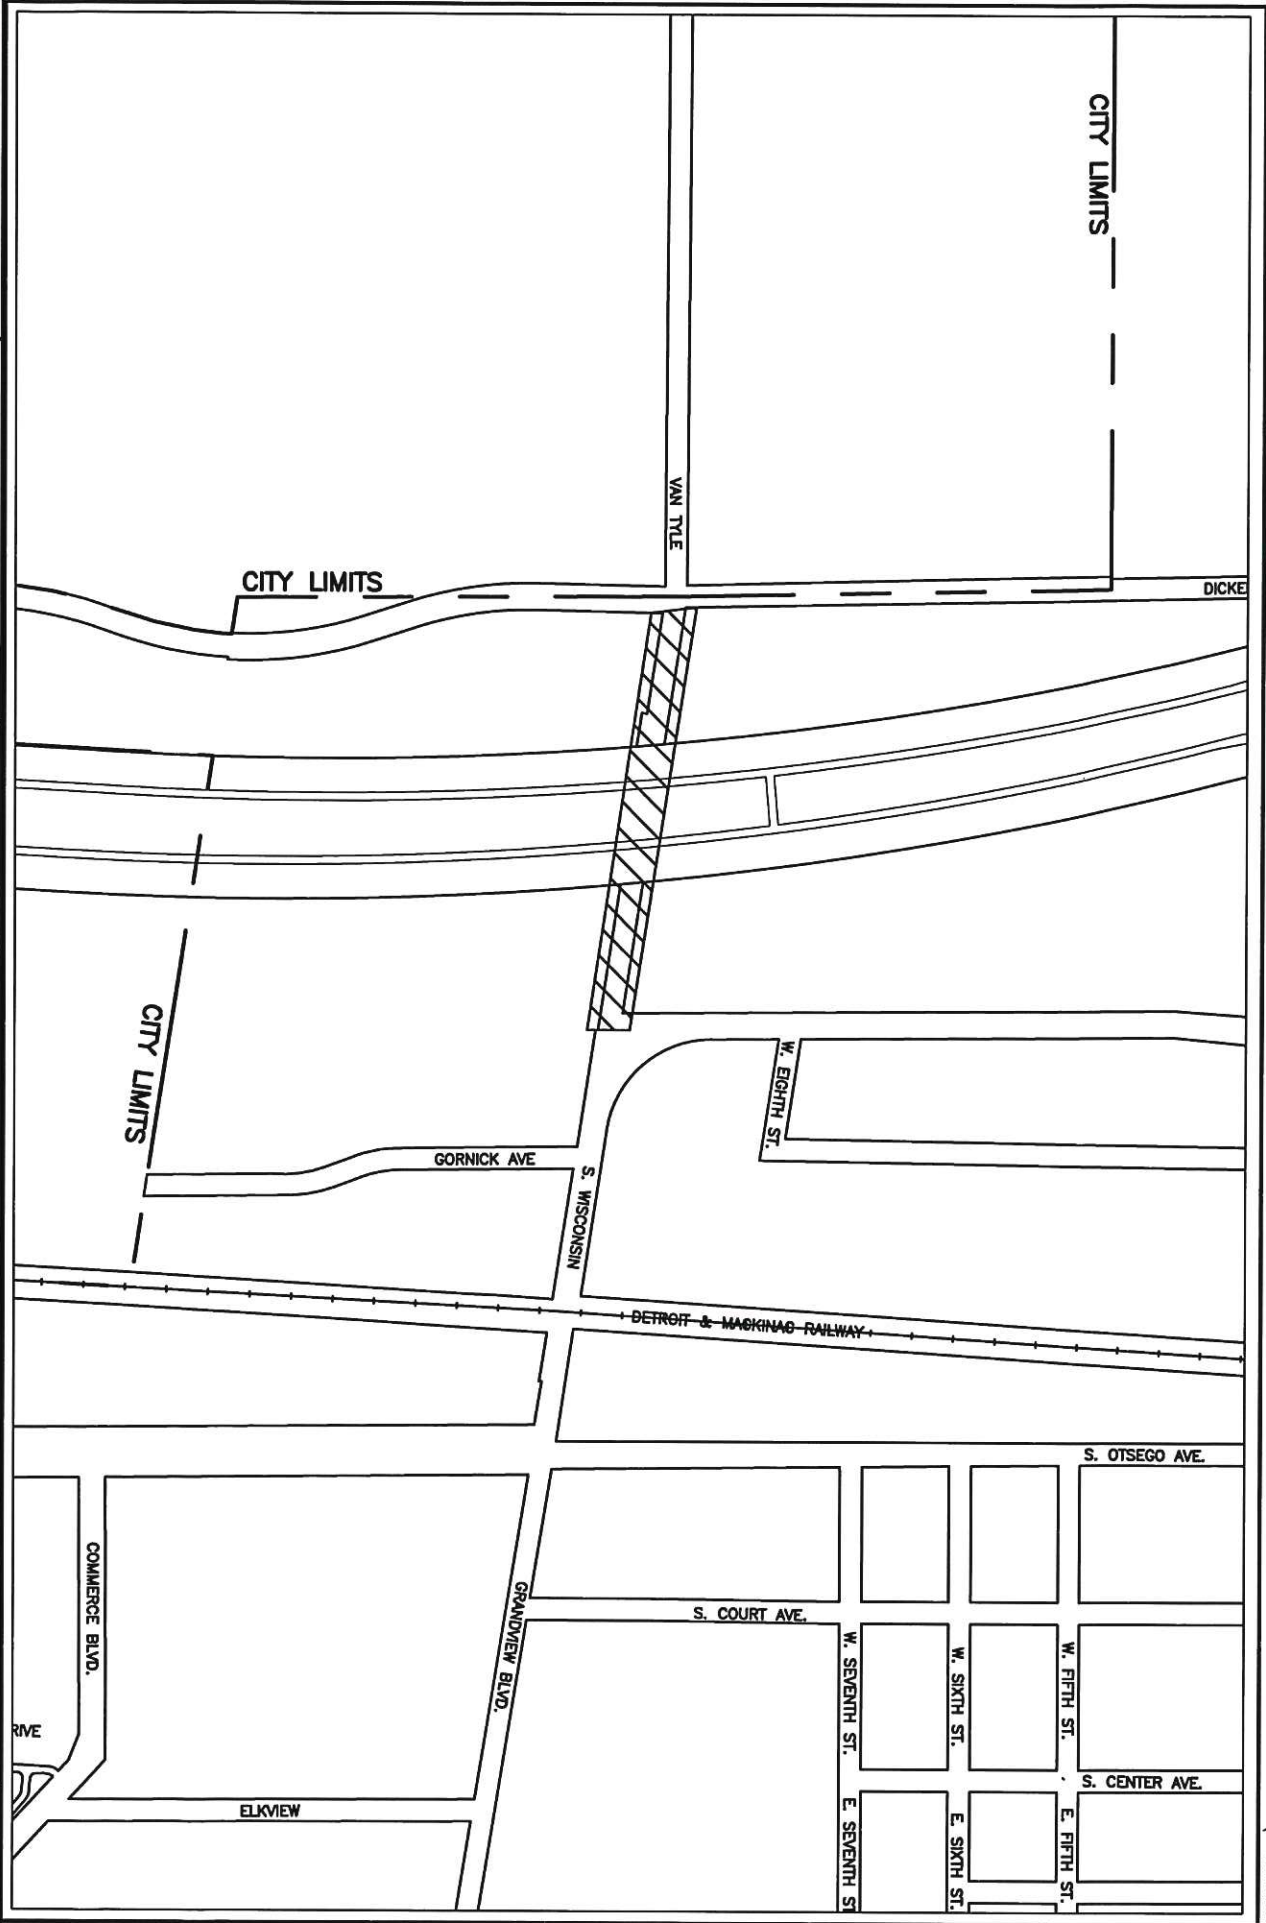 CITY LIMITS
VAN TYLE
CITY LIMITS
DICKE
CITY LIMITS
W. EIGHTH ST.
GORNICK AVE
S. WISCONSIN
DETROIT & MACKINAC RAILWAY
S. OTSEGO AVE.
COMMERCE BLVD.
GRANDVIEW BLVD.
S. COURT AVE.
W. SEVENTH ST.
W. SIXTH ST.
W. FIFTH ST.
RIVE
S. CENTER AVE.
ELKVIEW
E. SEVENTH ST
E. SIXTH ST.
E. FIFTH ST.